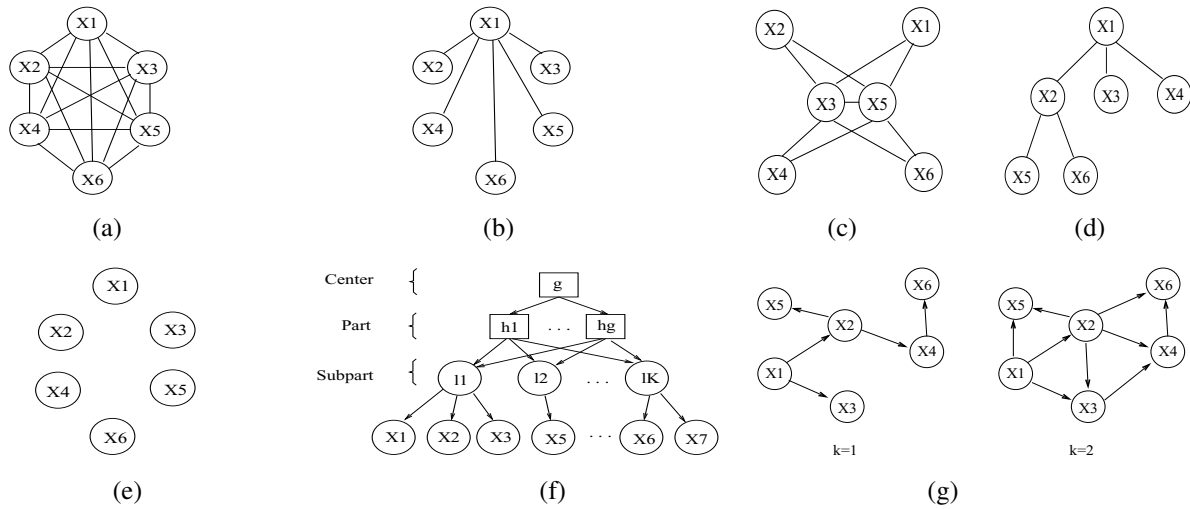 X1
X2
X3
X4
X5
X6
(a)
X1
X2
X3
X4
X5
X6
(b)
X2
X1
X3
X5
X4
X6
(c)
X1
X2
X3
X4
X5
X6
(d)
X1
X2
X3
X4
X5
X6
(e)
Center
g
Part
h1 . . . hg
Subpart
l1 l2 . . . lK
X1 X2 X3 X5 . . . X6 X7
(f)
X6
X5
X2
X4
X1
X3
k=1
X6
X5
X2
X4
X1
X3
k=2
(g)